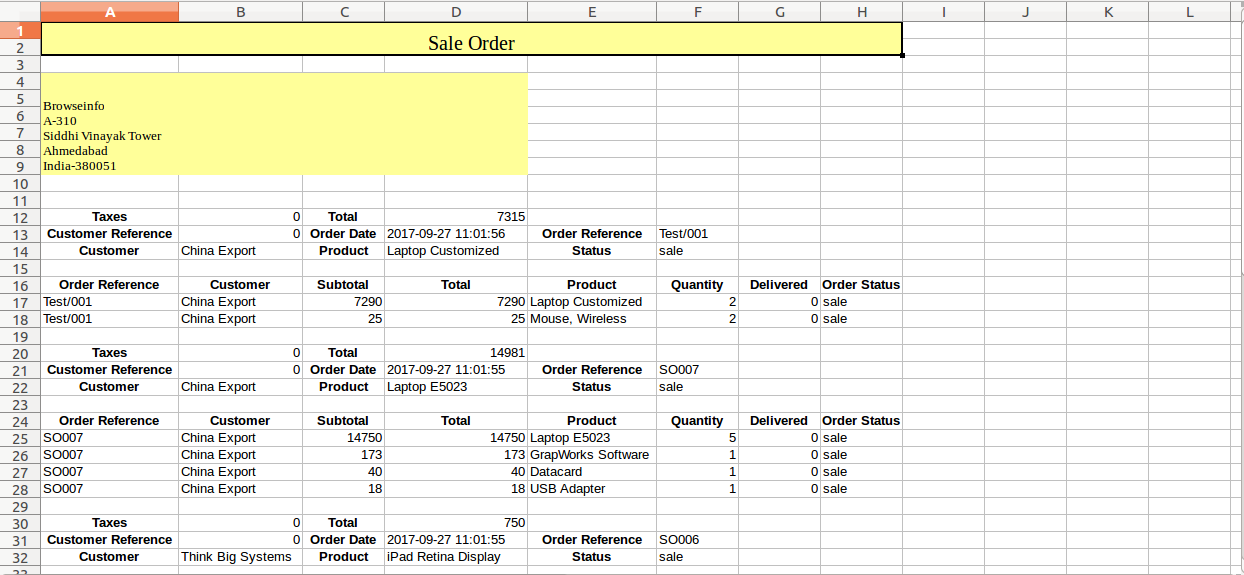 A B C D E F G H I J K L
1
2 Sale Order
3
4
5 Browseinfo
6 A-310
7 Siddhi Vinayak Tower
8 Ahmedabad
9 India-380051
10
11
12 Taxes 0 Total 7315
13 Customer Reference 0 Order Date 2017-09-27 11:01:56 Order Reference Test/001
14 Customer China Export Product Laptop Customized Status sale
15
16 Order Reference Customer Subtotal Total Product Quantity Delivered Order Status
17 Test/001 China Export 7290 7290 Laptop Customized 2 0 sale
18 Test/001 China Export 25 25 Mouse, Wireless 2 0 sale
19
20 Taxes 0 Total 14981
21 Customer Reference 0 Order Date 2017-09-27 11:01:55 Order Reference SO007
22 Customer China Export Product Laptop E5023 Status sale
23
24 Order Reference Customer Subtotal Total Product Quantity Delivered Order Status
25 SO007 China Export 14750 14750 Laptop E5023 5 0 sale
26 SO007 China Export 173 173 GrapWorks Software 1 0 sale
27 SO007 China Export 40 40 Datacard 1 0 sale
28 SO007 China Export 18 18 USB Adapter 1 0 sale
29
30 Taxes 0 Total 750
31 Customer Reference 0 Order Date 2017-09-27 11:01:55 Order Reference SO006
32 Customer Think Big Systems Product iPad Retina Display Status sale